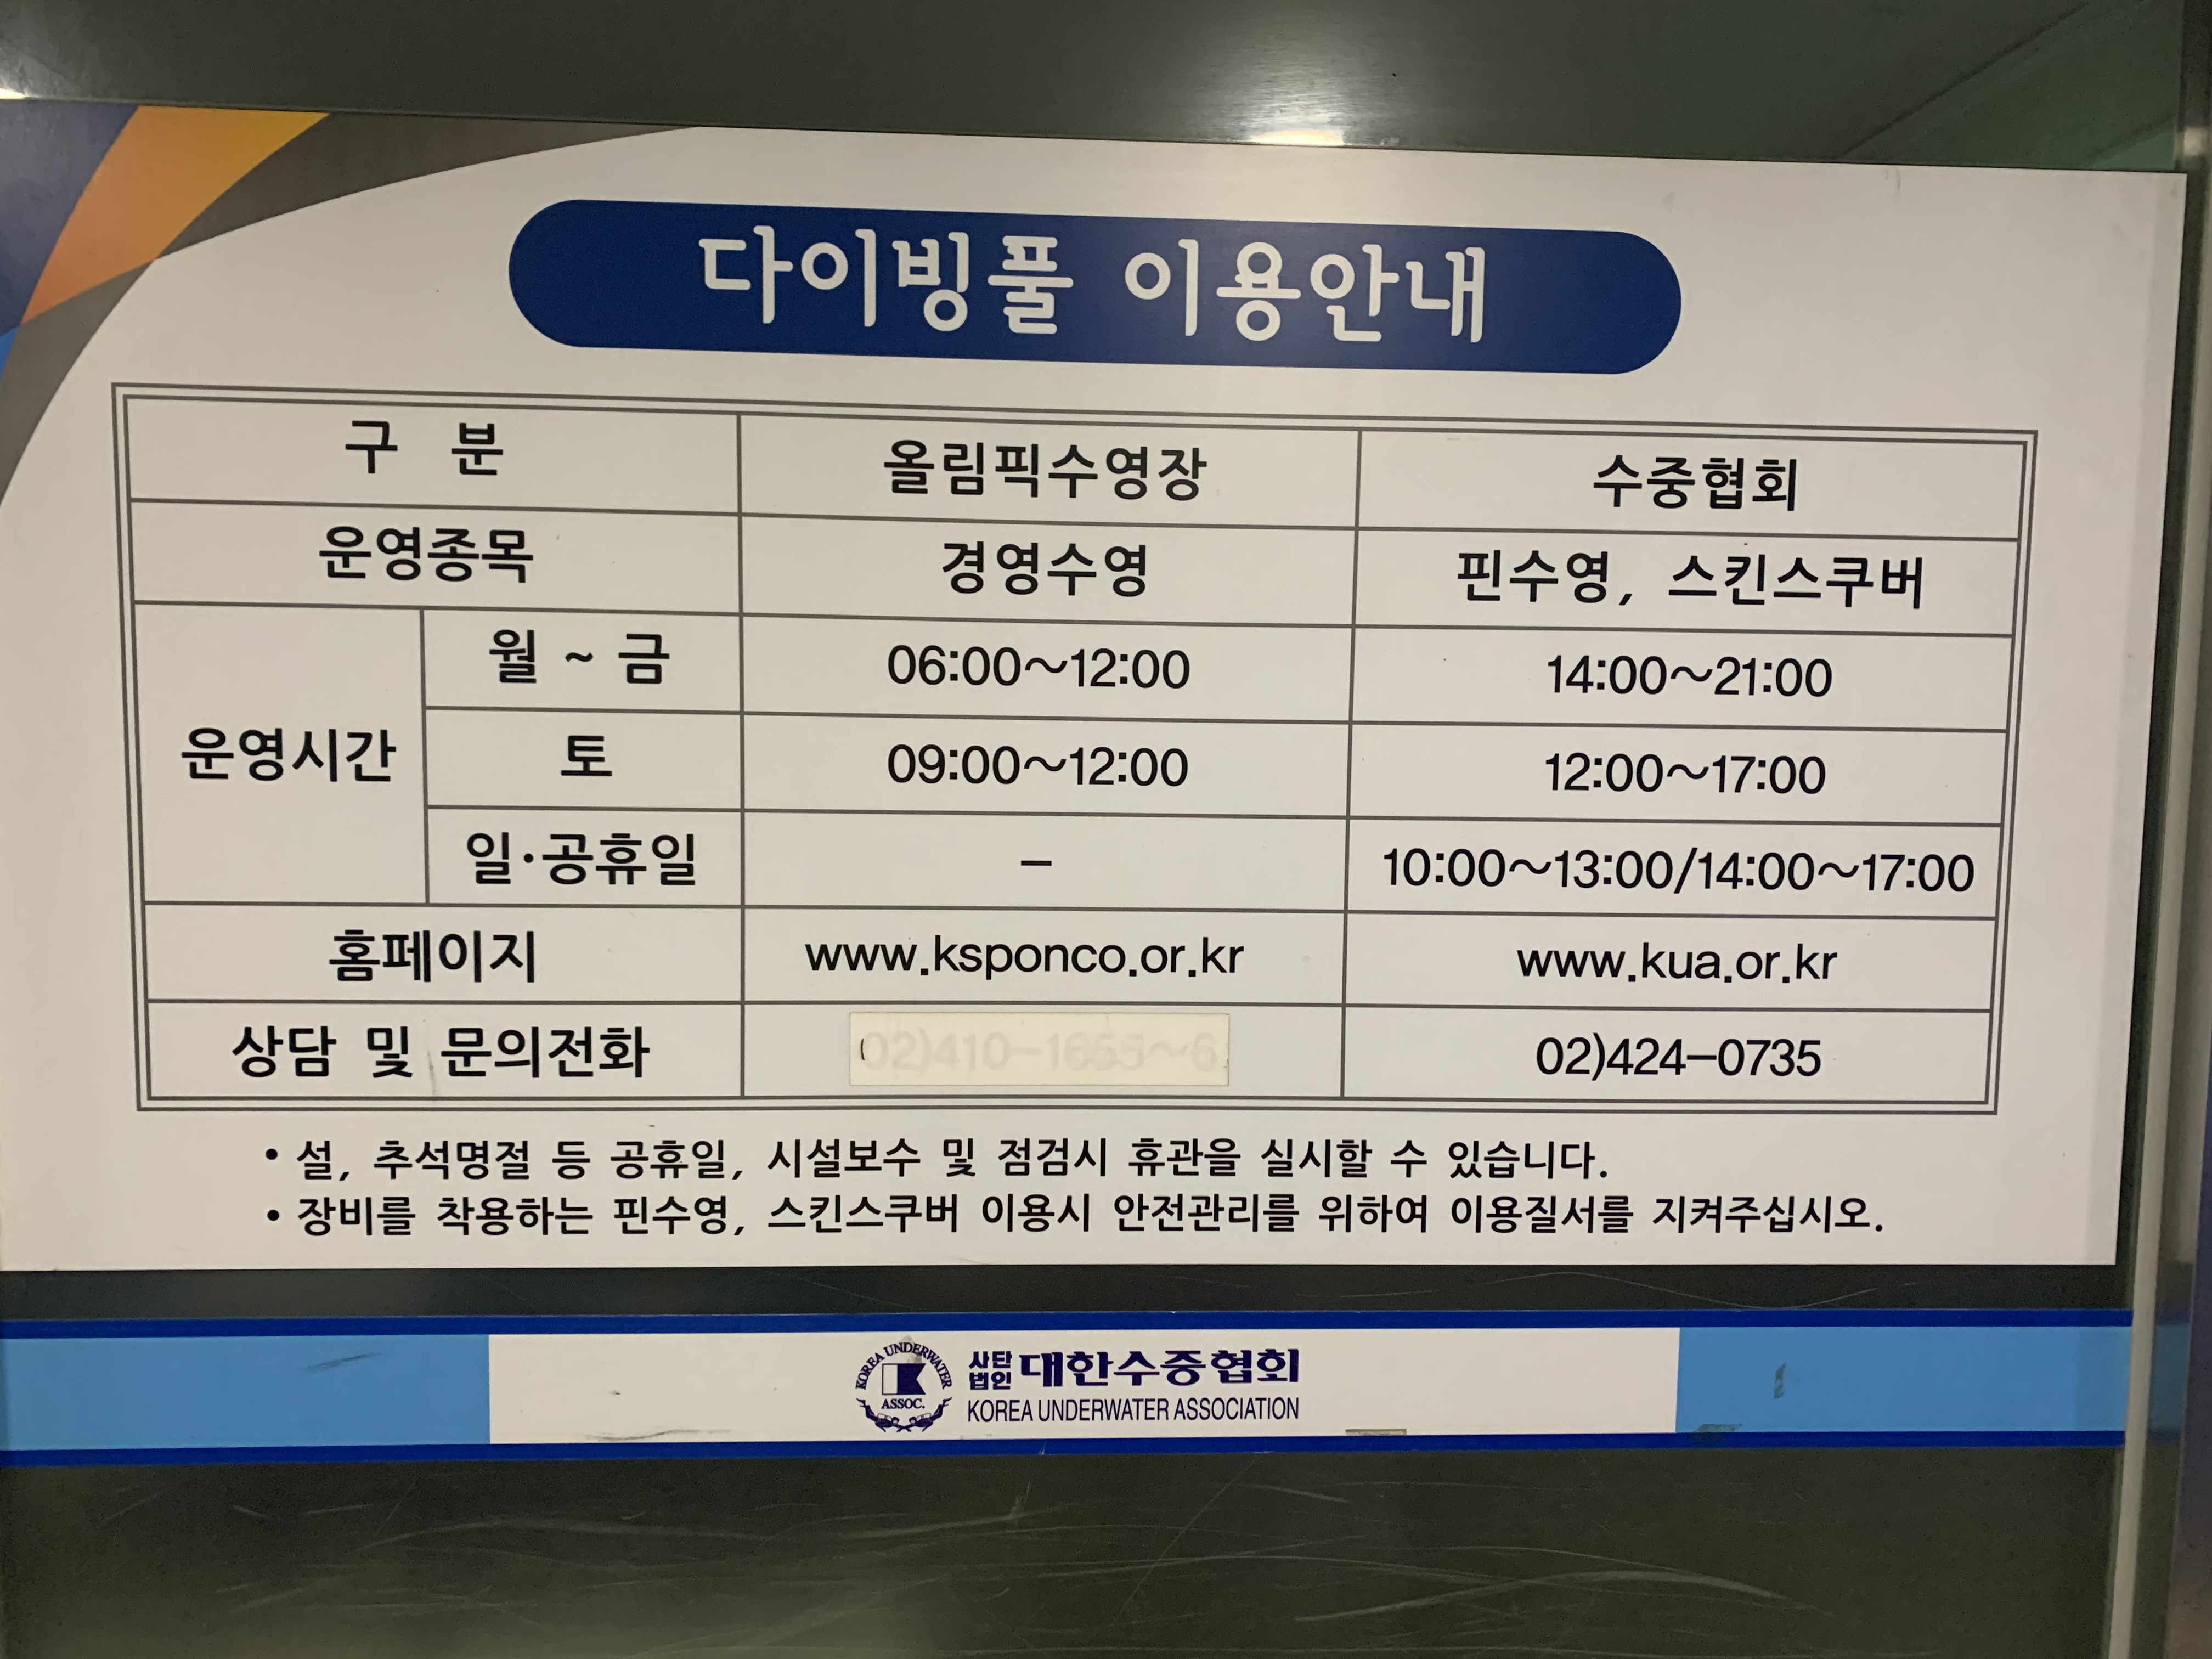 다이빙풀 이용안내
구 분 올림픽수영장 수중협회
운영종목 경영수영 핀수영, 스킨스쿠버
운영시간 월 ~ 금 06:00~12:00 14:00~21:00
토 09:00~12:00 12:00~17:00
일·공휴일 - 10:00~13:00/14:00~17:00
홈페이지 www.ksponco.or.kr www.kua.or.kr
상담 및 문의전화 02)410-1655~6 02)424-0735
• 설, 추석명절 등 공휴일, 시설보수 및 점검시 휴관을 실시할 수 있습니다.
• 장비를 착용하는 핀수영, 스킨스쿠버 이용시 안전관리를 위하여 이용질서를 지켜주십시오.
KOREA UNDERWATER
ASSOC.
사단법인 대한수중협회
KOREA UNDERWATER ASSOCIATION